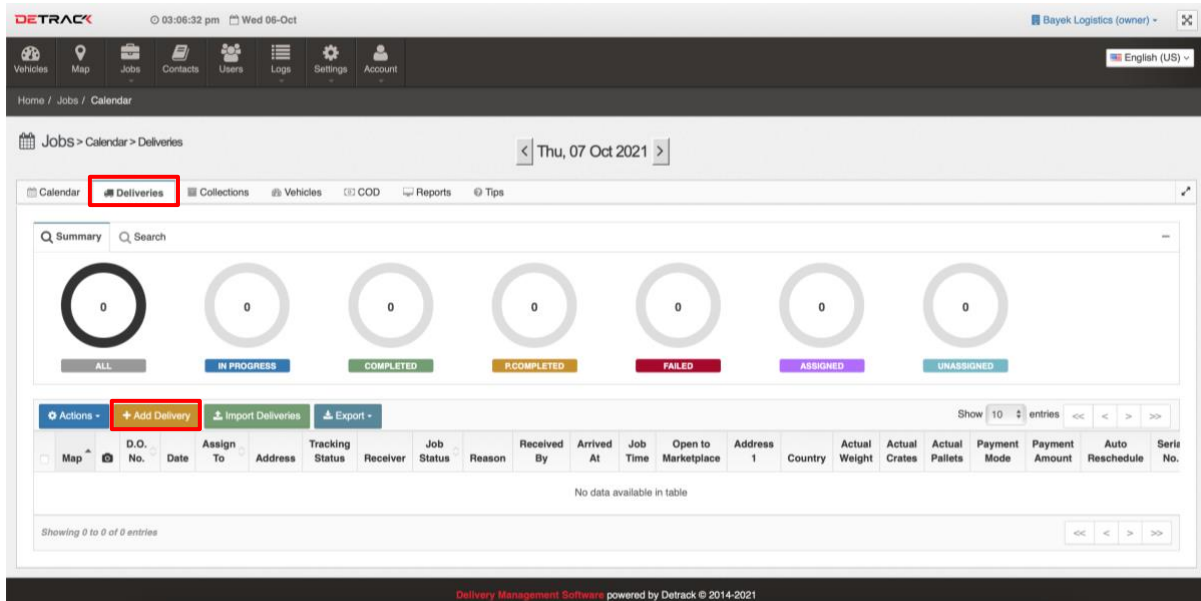 DETRACK 03:06:32 pm Wed 06-Oct Bayek Logistics (owner)
Vehicles Map Jobs Contacts Users Logs Settings Account English (US)
Home / Jobs / Calendar
Jobs > Calendar > Deliveries < Thu, 07 Oct 2021 >
Calendar Deliveries Collections Vehicles COD Reports Tips
Summary Search
0 0 0 0 0 0 0
ALL IN PROGRESS COMPLETED P.COMPLETED FAILED ASSIGNED UNASSIGNED
Actions + Add Delivery Import Deliveries Export Show 10 entries << < > >>
Map D.O. No. Date Assign To Address Tracking Status Receiver Job Status Reason Received By Arrived At Job Time Open to Marketplace Address 1 Country Actual Weight Actual Crates Actual Pallets Payment Mode Payment Amount Auto Reschedule Seria No.
No data available in table
Showing 0 to 0 of 0 entries << < > >>
Delivery Management Software powered by Detrack © 2014-2021